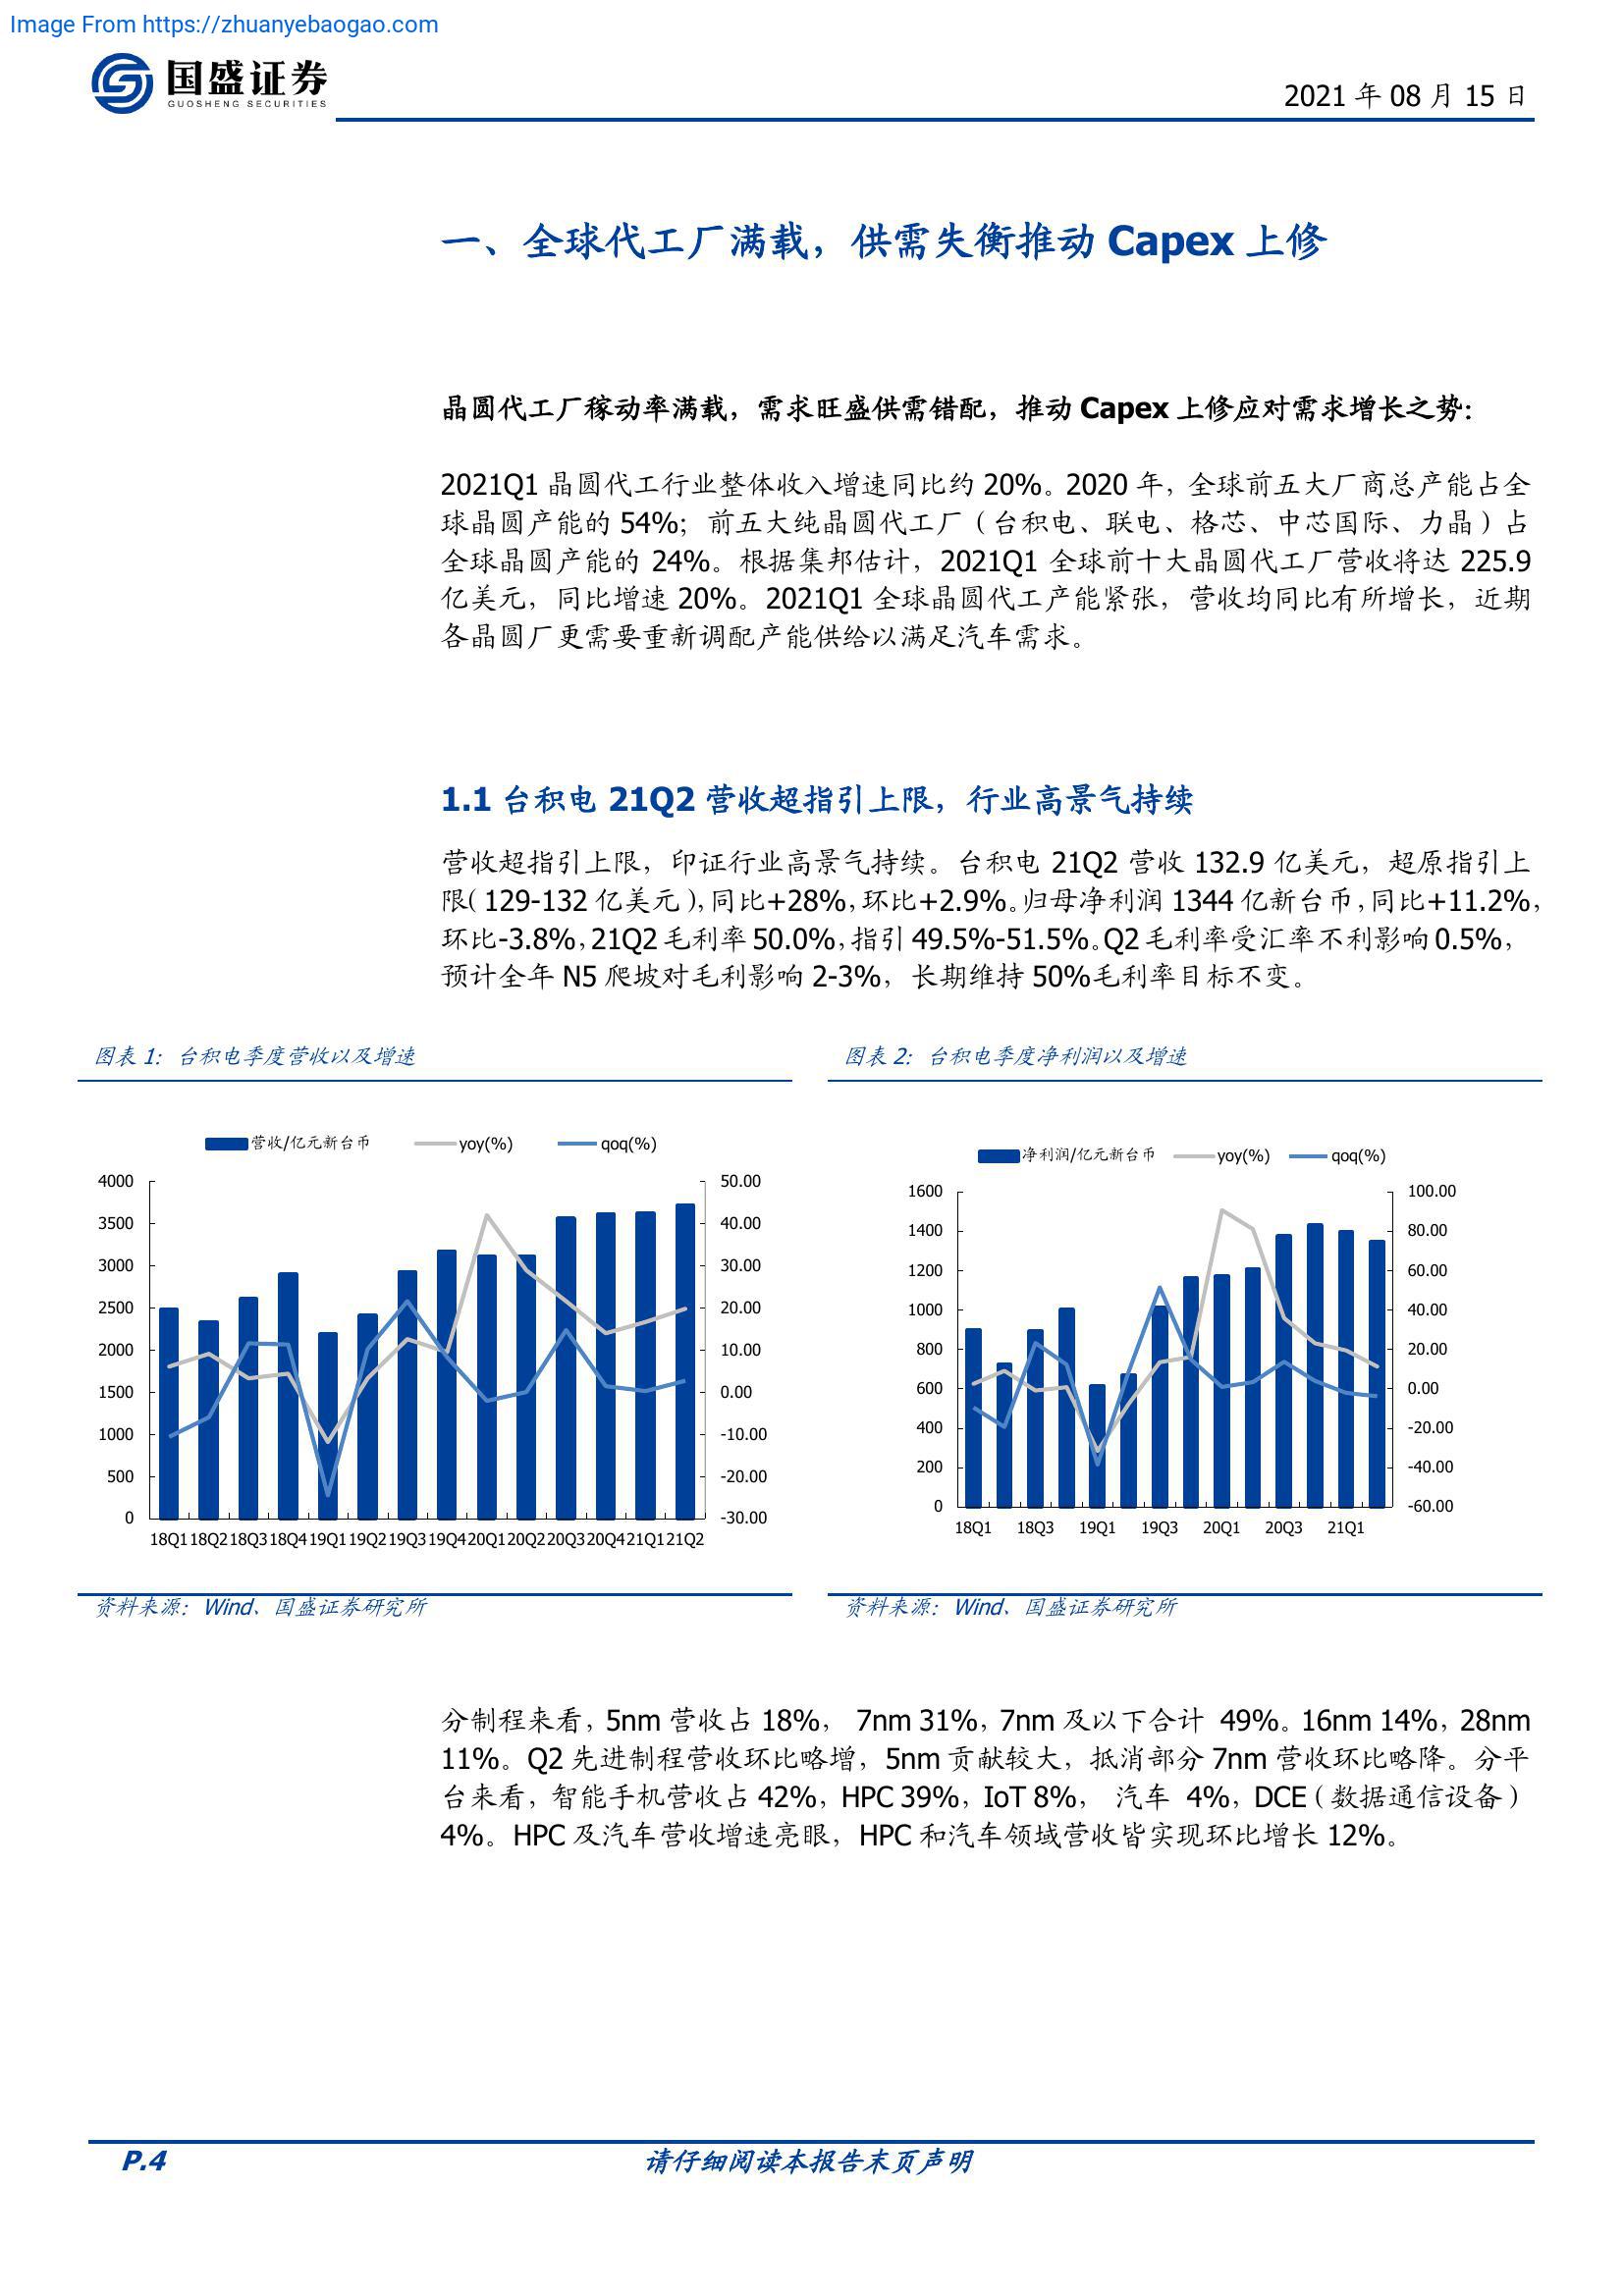 Image From https://zhuanyebaogao.com
国盛证券
GUOSHENG SECURITIES
2021 年 08 月 15 日
一、全球代工厂满载，供需失衡推动 Capex 上修
晶圆代工厂稼动率满载，需求旺盛供需错配，推动 Capex 上修应对需求增长之势：
2021Q1 晶圆代工行业整体收入增速同比约 20%。2020 年，全球前五大厂商总产能占全
球晶圆产能的 54%；前五大纯晶圆代工厂（台积电、联电、格芯、中芯国际、力晶）占
全球晶圆产能的 24%。根据集邦估计，2021Q1 全球前十大晶圆代工厂营收将达 225.9
亿美元，同比增速 20%。2021Q1 全球晶圆代工产能紧张，营收均同比有所增长，近期
各晶圆厂更需要重新调配产能供给以满足汽车需求。
1.1 台积电 21Q2 营收超指引上限，行业高景气持续
营收超指引上限，印证行业高景气持续。台积电 21Q2 营收 132.9 亿美元，超原指引上
限（129-132 亿美元），同比+28%，环比+2.9%。归母净利润 1344 亿新台币，同比+11.2%，
环比-3.8%，21Q2 毛利率 50.0%，指引 49.5%-51.5%。Q2 毛利率受汇率不利影响 0.5%，
预计全年 N5 爬坡对毛利影响 2-3%，长期维持 50%毛利率目标不变。
图表 1：台积电季度营收以及增速
营收/亿元新台币 yoy(%) qoq(%)
4000 50.00
3500 40.00
3000 30.00
2500 20.00
2000 10.00
1500 0.00
1000 -10.00
500 -20.00
0 -30.00
18Q1 18Q2 18Q3 18Q4 19Q1 19Q2 19Q3 19Q4 20Q1 20Q2 20Q3 20Q4 21Q1 21Q2
资料来源：Wind、国盛证券研究所
图表 2：台积电季度净利润以及增速
净利润/亿元新台币 yoy(%) qoq(%)
1600 100.00
1400 80.00
1200 60.00
1000 40.00
800 20.00
600 0.00
400 -20.00
200 -40.00
0 -60.00
18Q1 18Q3 19Q1 19Q3 20Q1 20Q3 21Q1
资料来源：Wind、国盛证券研究所
分制程来看，5nm 营收占 18%， 7nm 31%，7nm 及以下合计 49%。16nm 14%，28nm
11%。Q2 先进制程营收环比略增，5nm 贡献较大，抵消部分 7nm 营收环比略降。分平
台来看，智能手机营收占 42%，HPC 39%，IoT 8%， 汽车 4%，DCE（数据通信设备）
4%。HPC 及汽车营收增速亮眼，HPC 和汽车领域营收皆实现环比增长 12%。
P.4
请仔细阅读本报告末页声明